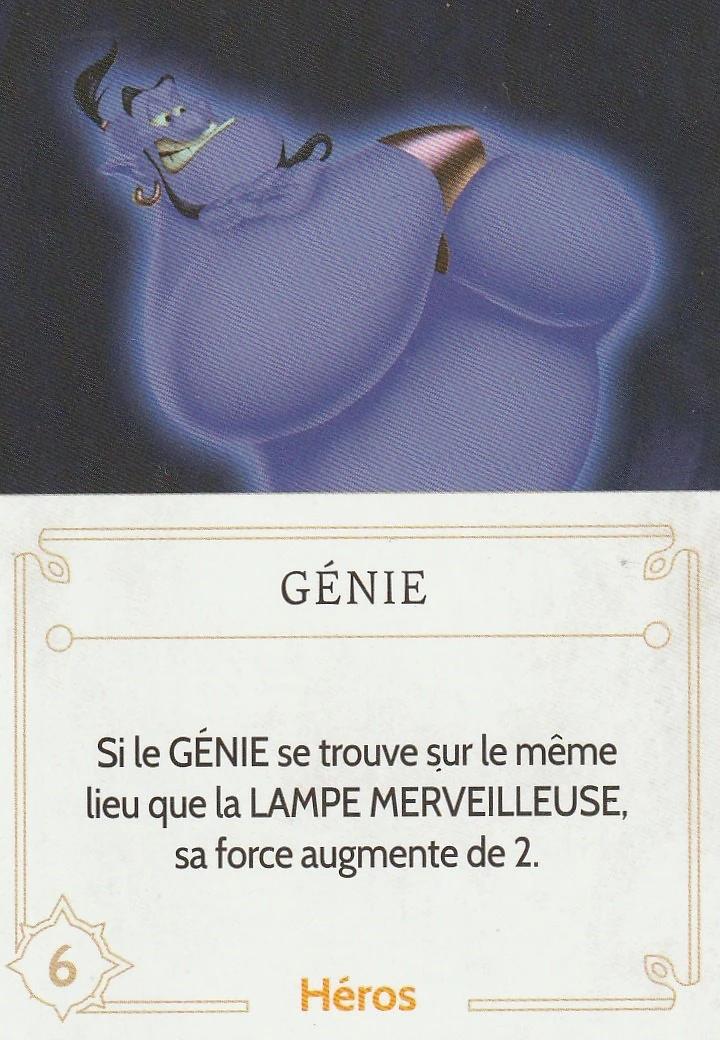 GÉNIE
Si le GÉNIE se trouve sur le même
lieu que la LAMPE MERVEILLEUSE,
sa force augmente de 2.
6
Héros